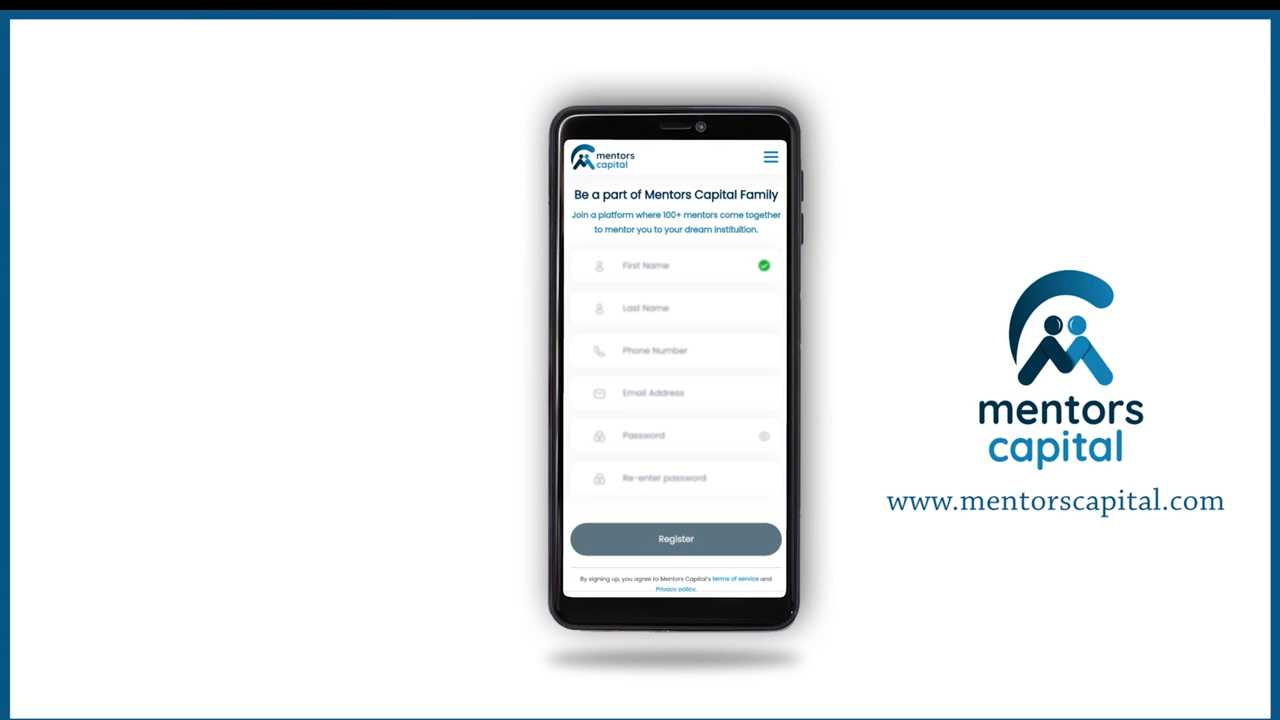 mentors
capital
Be a part of Mentors Capital Family
Join a platform where 100+ mentors come together
to mentor you to your dream instituition.
First Name
Last Name
Phone Number
Email Address
Password
Re-enter password
Register
By signing up, you agree to Mentors Capital's terms of service and
Privacy policy.
mentors
capital
www.mentorscapital.com